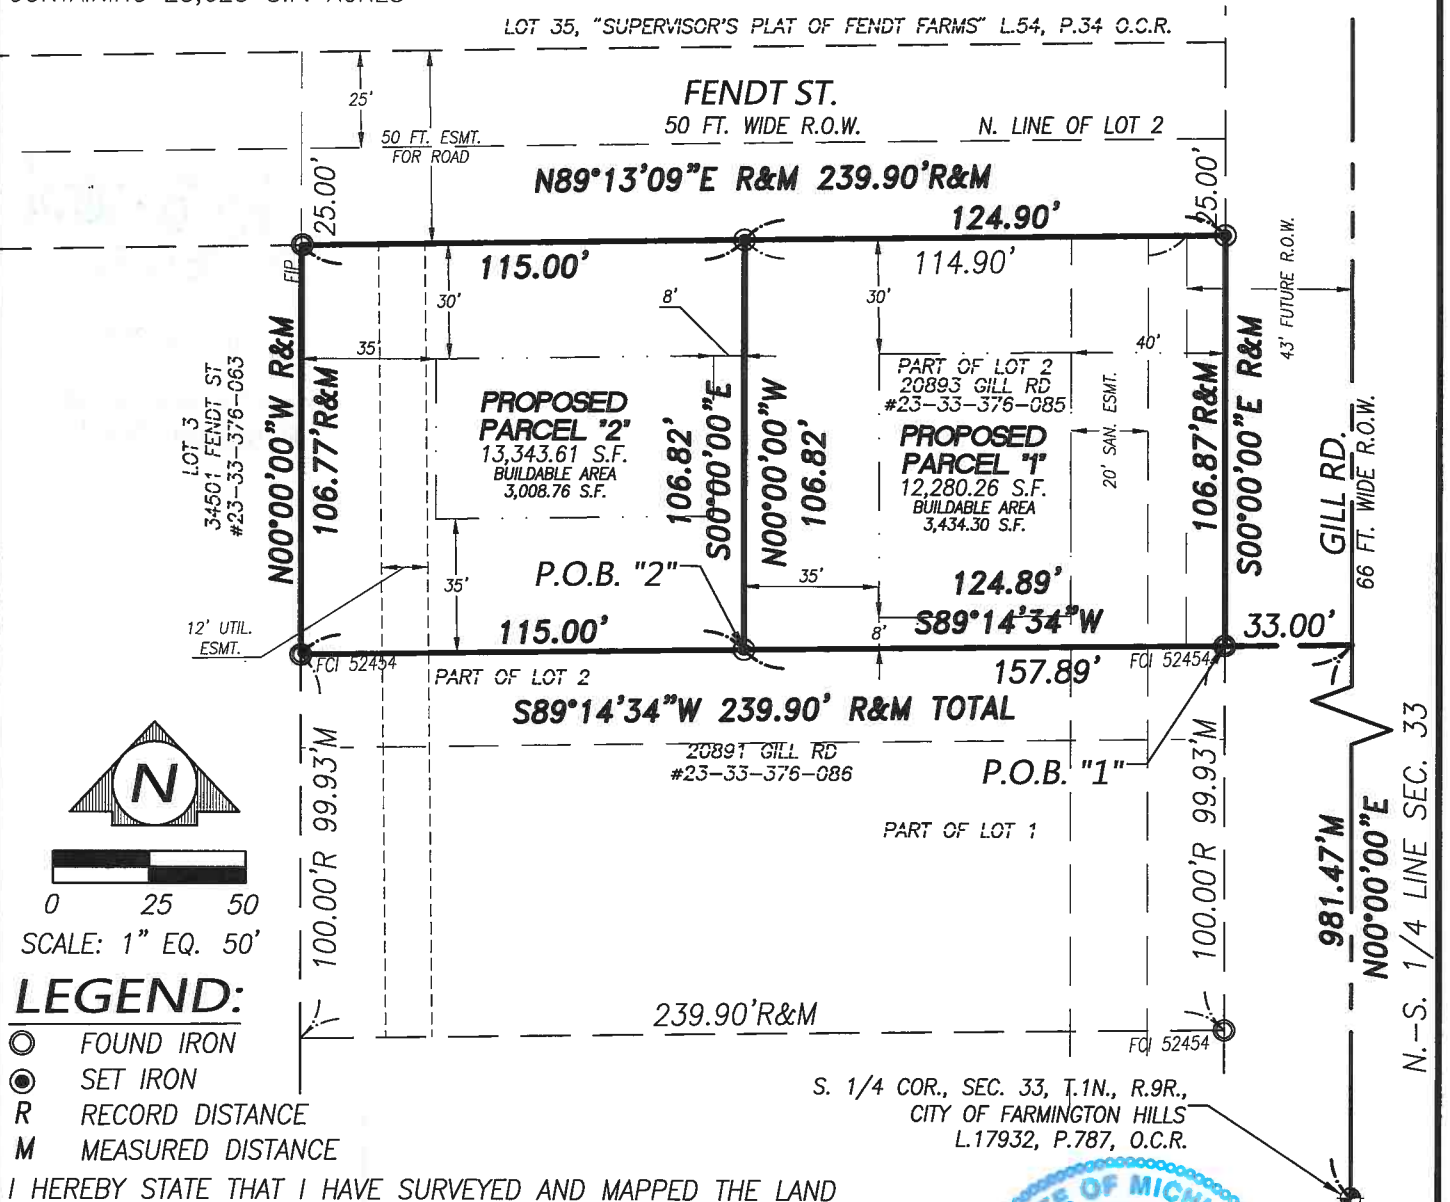 LOT 35, "SUPERVISOR'S PLAT OF FENDT FARMS" L.54, P.34 O.C.R.
FENDT ST.
25'
50 FT. ESMT.
FOR ROAD
50 FT. WIDE R.O.W.
N. LINE OF LOT 2
25.00'
N89°13'09"E R&M 239.90'R&M
25.00'
124.90'
115.00'
114.90'
FIP
30'
8'
30'
43' FUTURE R.O.W.
35'
40'
LOT 3
34501 FENDT ST
#23-33-376-063
N00°00'00"W R&M
106.77'R&M
PROPOSED
PARCEL "2"
13,343.61 S.F.
BUILDABLE AREA
3,008.76 S.F.
106.82'
S00°00'00"E
N00°00'00"W
106.82'
PART OF LOT 2
20893 GILL RD
#23-33-376-085
PROPOSED
PARCEL "1"
12,280.26 S.F.
BUILDABLE AREA
3,434.30 S.F.
20' SAN. ESMT.
106.87'R&M
S00°00'00"E R&M
GILL RD.
66 FT. WIDE R.O.W.
P.O.B. "2"
35'
35'
124.89'
S89°14'34"W
33.00'
12' UTIL.
ESMT.
115.00'
8'
FCI 52454
PART OF LOT 2
157.89'
FCI 52454
S89°14'34"W 239.90' R&M TOTAL
20891 GILL RD
#23-33-376-086
P.O.B. "1"
N
100.00'R 99.93'M
PART OF LOT 1
100.00'R 99.93'M
981.47'M
N00°00'00"E
N.-S. 1/4 LINE SEC. 33
0 25 50
SCALE: 1" EQ. 50'
LEGEND:
FOUND IRON
SET IRON
R RECORD DISTANCE
M MEASURED DISTANCE
239.90'R&M
FCI 52454
S. 1/4 COR., SEC. 33, T.1N., R.9R.,
CITY OF FARMINGTON HILLS
L.17932, P.787, O.C.R.
I HEREBY STATE THAT I HAVE SURVEYED AND MAPPED THE LAND